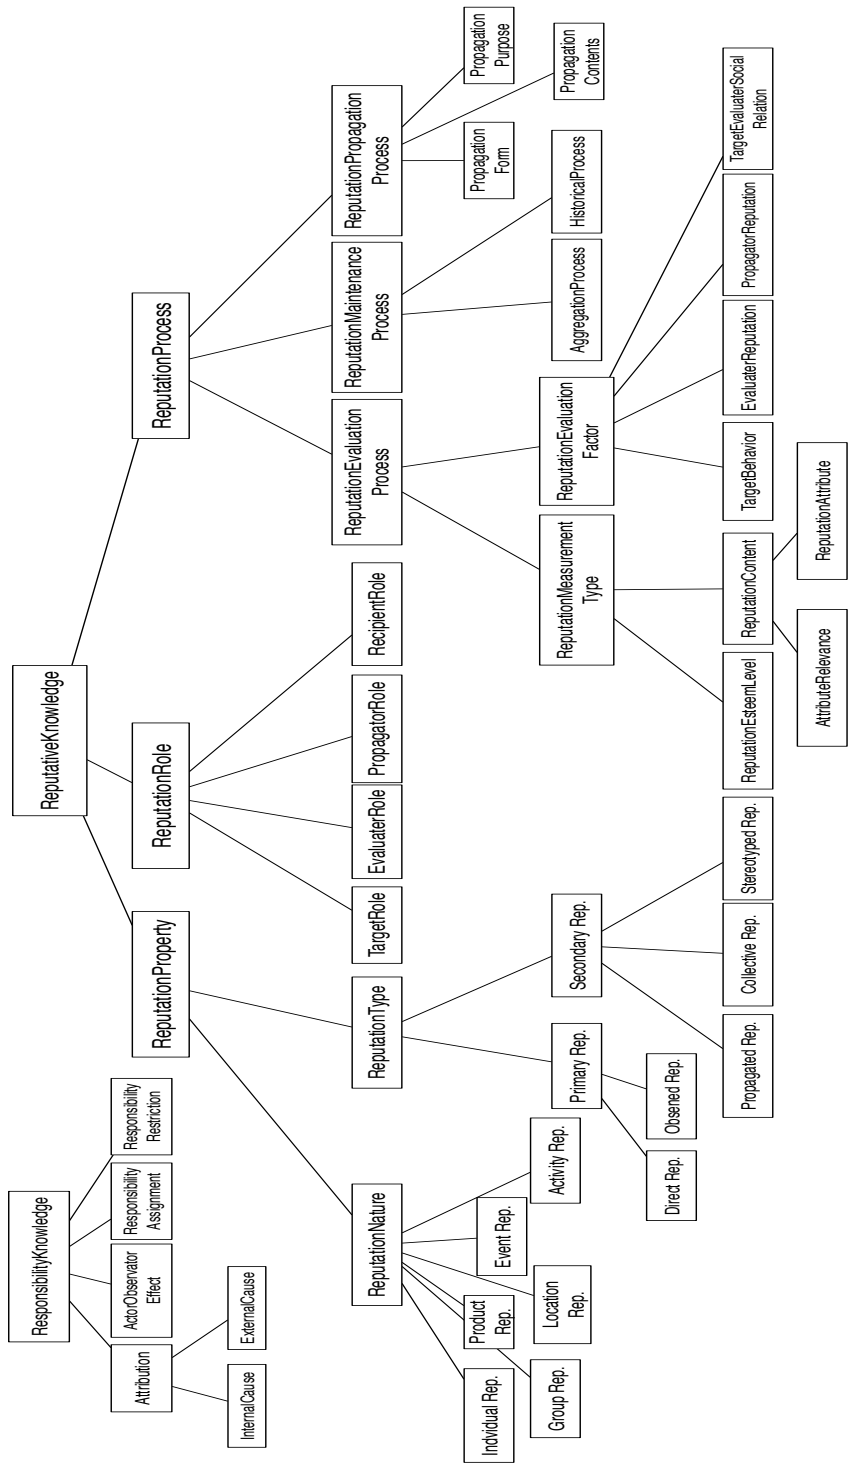 ResponsibilityKnowledge
Attribution
ActorObservator
Effect
Responsibility
Assignment
Responsibility
Restriction
InternalCause
ExternalCause
ReputativeKnowledge
ReputationProperty
ReputationRole
ReputationProcess
ReputationNature
ReputationType
TargetRole
EvaluaterRole
PropagatorRole
RecipientRole
ReputationEvaluation
Process
ReputationMaintenance
Process
ReputationPropagation
Process
Indvidual Rep.
Product
Rep.
Event Rep.
Group Rep.
Location
Rep.
Activity Rep.
Primary Rep.
Secondary Rep.
Direct Rep.
Obsened Rep.
Propagated Rep.
Collective Rep.
Stereotyped Rep.
ReputationMeasurement
Type
ReputationEvaluation
Factor
AggregationProcess
HistoricalProcess
Propagation
Form
Propagation
Purpose
Propagation
Contents
ReputationEsteemLevel
ReputationContent
TargetBehavior
EvaluaterReputation
PropagatorReputation
TargetEvaluaterSocial
Relation
AttributeRelevance
ReputationAttribute